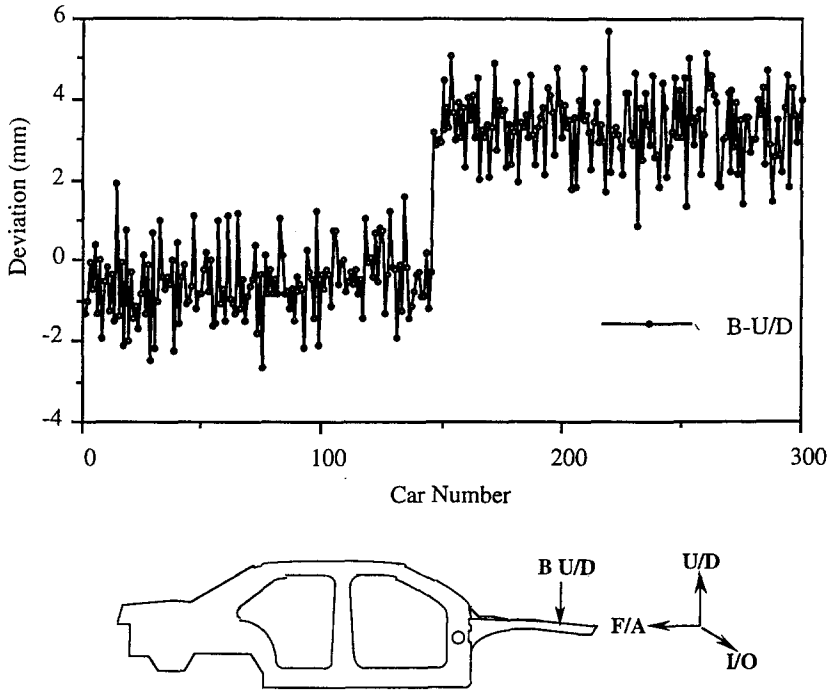 6
4
2
0
-2
-4
Deviation (mm)
B-U/D
0 100 200 300
Car Number
B U/D
U/D
F/A
I/O